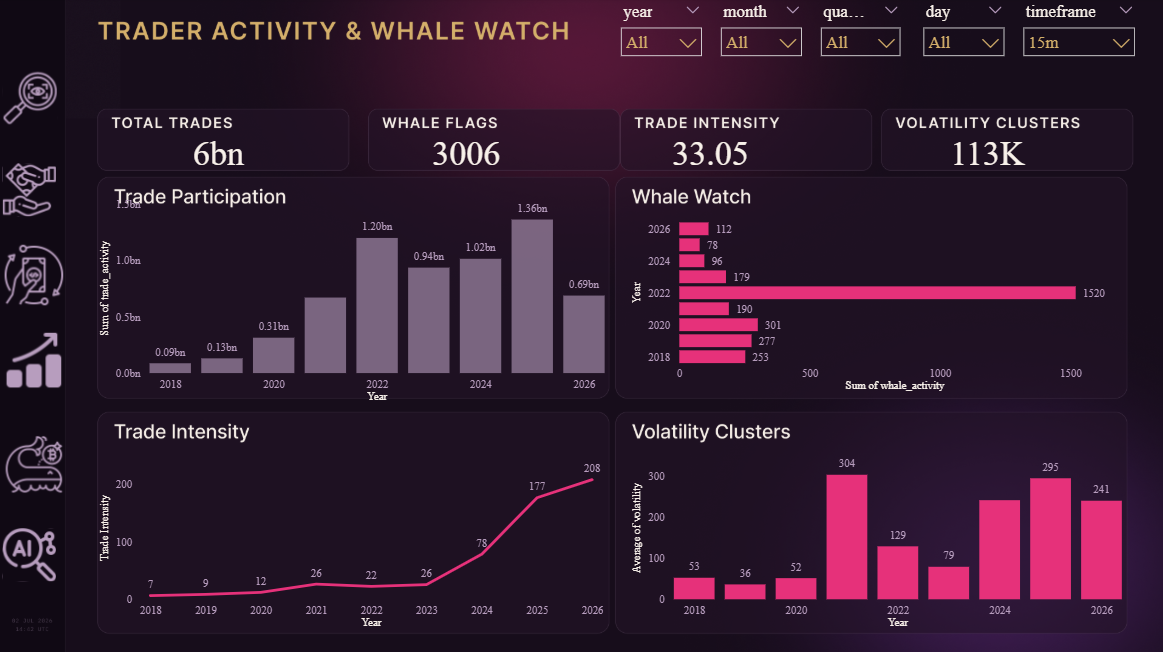 TRADER ACTIVITY & WHALE WATCH
year month qua... day timeframe
All All All All 15m
TOTAL TRADES
6bn
WHALE FLAGS
3006
TRADE INTENSITY
33.05
VOLATILITY CLUSTERS
113K
Trade Participation
Sum of trade_activity
1.0bn
0.5bn
0.0bn
0.09bn 0.13bn 0.31bn 1.20bn 0.94bn 1.02bn 1.36bn 0.69bn
2018 2020 2022 2024 2026
Year
Whale Watch
Year
2026 112
78
2024 96
179
2022 1520
190
2020 301
277
2018 253
0 500 1000 1500
Sum of whale_activity
Trade Intensity
Trade Intensity
200
100
0
7 9 12 26 22 26 78 177 208
2018 2019 2020 2021 2022 2023 2024 2025 2026
Year
Volatility Clusters
Average of volatility
300
200
100
0
53 36 52 304 129 79 295 241
2018 2020 2022 2024 2026
Year
AI